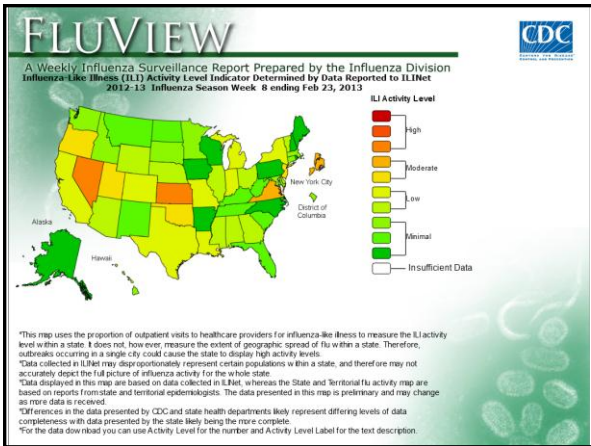 FLUVIEW
CDC
CENTERS FOR DISEASE
CONTROL AND PREVENTION
A Weekly Influenza Surveillance Report Prepared by the Influenza Division
Influenza-Like Illness (ILI) Activity Level Indicator Determined by Data Reported to ILINet
2012-13 Influenza Season Week 8 ending Feb 23, 2013
ILI Activity Level
High
Moderate
Low
Minimal
Insufficient Data
New York City
District of
Columbia
Alaska
Hawaii
*This map uses the proportion of outpatient visits to healthcare providers for influenza-like illness to measure the ILI activity
level within a state. It does not, how ever, measure the extent of geographic spread of flu within a state. Therefore,
outbreaks occurring in a single city could cause the state to display high activity levels.
*Data collected in ILINet may disproportionately represent certain populations within a state, and therefore may not
accurately depict the full picture of influenza activity for the whole state.
*Data displayed in this map are based on data collected in ILINet, whereas the State and Territorial flu activity map are
based on reports from state and territorial epidemiologists. The data presented in this map is preliminary and may change
as more data is received.
*Differences in the data presented by CDC and state health departments likely represent differing levels of data
completeness with data presented by the state likely being the more complete.
*For the data dow nload you can use Activity Level for the number and Activity Level Label for the text description.